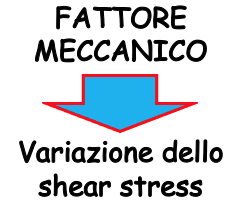 FATTORE
MECCANICO
Variazione dello
shear stress